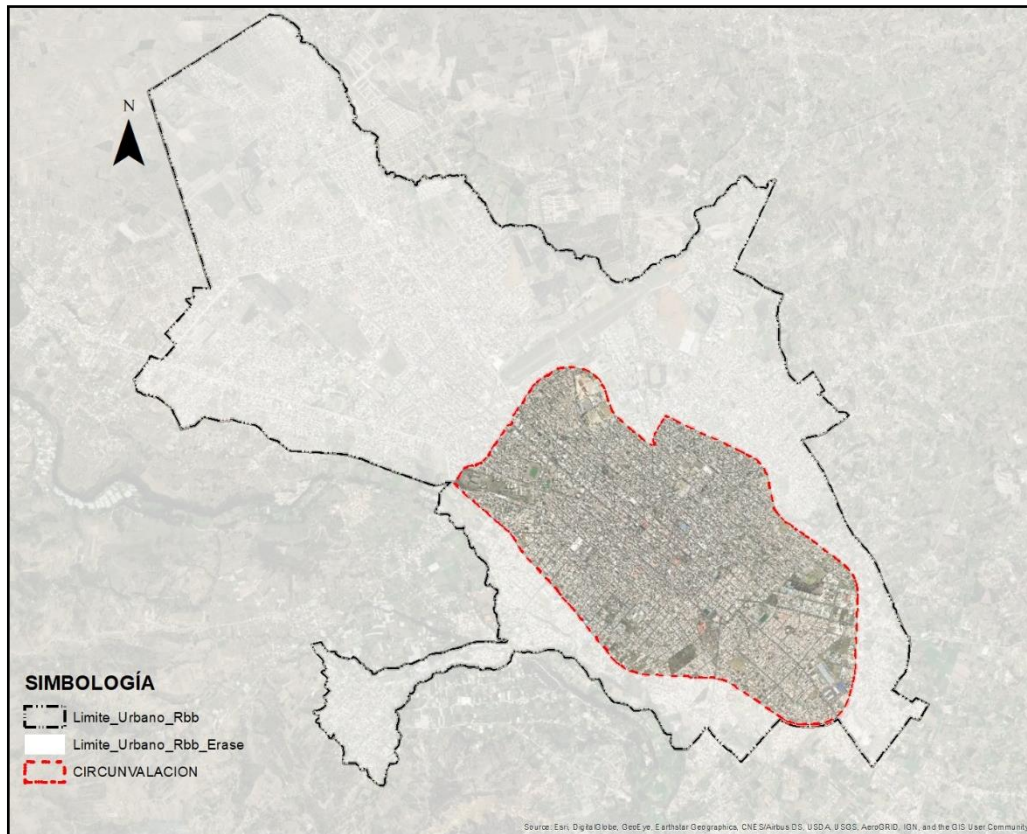 N
SIMBOLOGÍA
Limite_Urbano_Rbb
Limite_Urbano_Rbb_Erase
CIRCUNVALACION
Source: Esri, DigitalGlobe, GeoEye, Earthstar Geographics, CNES/Airbus DS, USDA, USGS, AeroGRID, IGN, and the GIS User Community